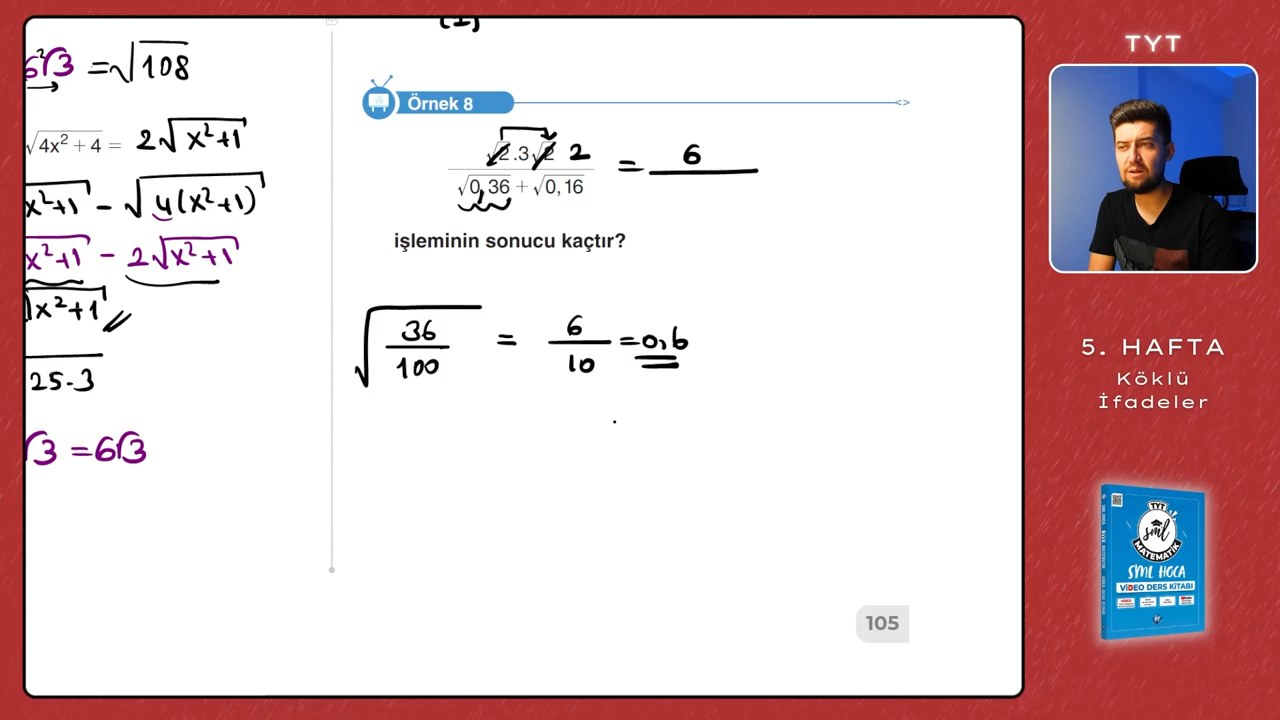 (I)
6²√3 = √108
√4x² + 4 = 2√x²+1
x²+1 - √4(x²+1)
x²+1 - 2√x²+1
√x²+1
25-3
√3 = 6√3
Örnek 8
√2 .3√2 2 = 6
√0, 36 + √0, 16
işleminin sonucu kaçtır?
√36/100 = 6/10 = 0,6
105
TYT
5. HAFTA
Köklü
İfadeler
TYT
sml
MATEMATİK
SML HOCA
VİDEO DERS KİTABI